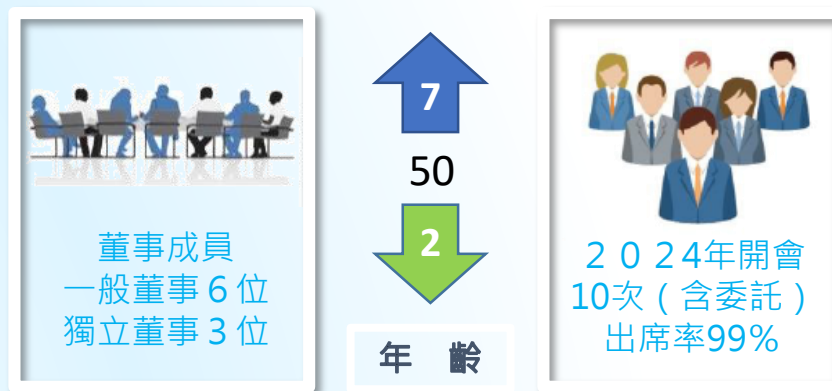 董事成員
一般董事６位
獨立董事３位
7
50
2
年 齡
２０２4年開會
10次（含委託）
出席率99%